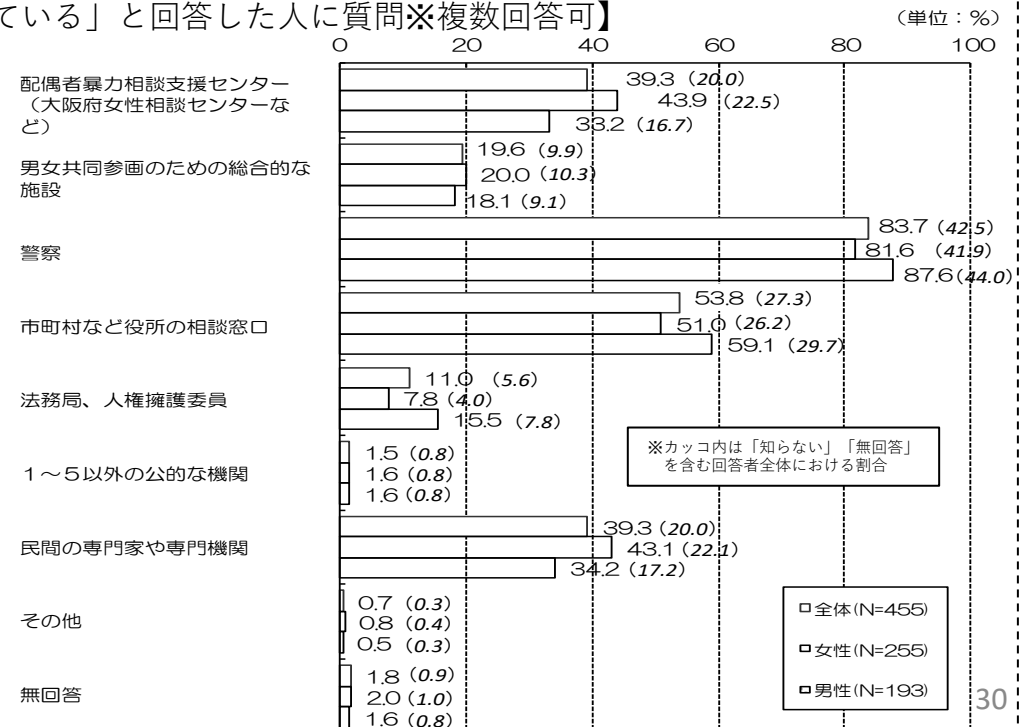 ている」と回答した人に質問※複数回答可】
（単位：%）
0 20 40 60 80 100
配偶者暴力相談支援センター
（大阪府女性相談センターな
ど）
39.3 (20.0)
43.9 (22.5)
33.2 (16.7)
男女共同参画のための総合的な
施設
19.6 (9.9)
20.0 (10.3)
18.1 (9.1)
警察
83.7 (42.5)
81.6 (41.9)
87.6 (44.0)
市町村など役所の相談窓口
53.8 (27.3)
51.0 (26.2)
59.1 (29.7)
法務局、人権擁護委員
11.0 (5.6)
7.8 (4.0)
15.5 (7.8)
※カッコ内は「知らない」「無回答」
を含む回答者全体における割合
１～５以外の公的な機関
1.5 (0.8)
1.6 (0.8)
1.6 (0.8)
民間の専門家や専門機関
39.3 (20.0)
43.1 (22.1)
34.2 (17.2)
その他
0.7 (0.3)
0.8 (0.4)
0.5 (0.3)
無回答
1.8 (0.9)
2.0 (1.0)
1.6 (0.8)
全体(N=455)
女性(N=255)
男性(N=193)
30